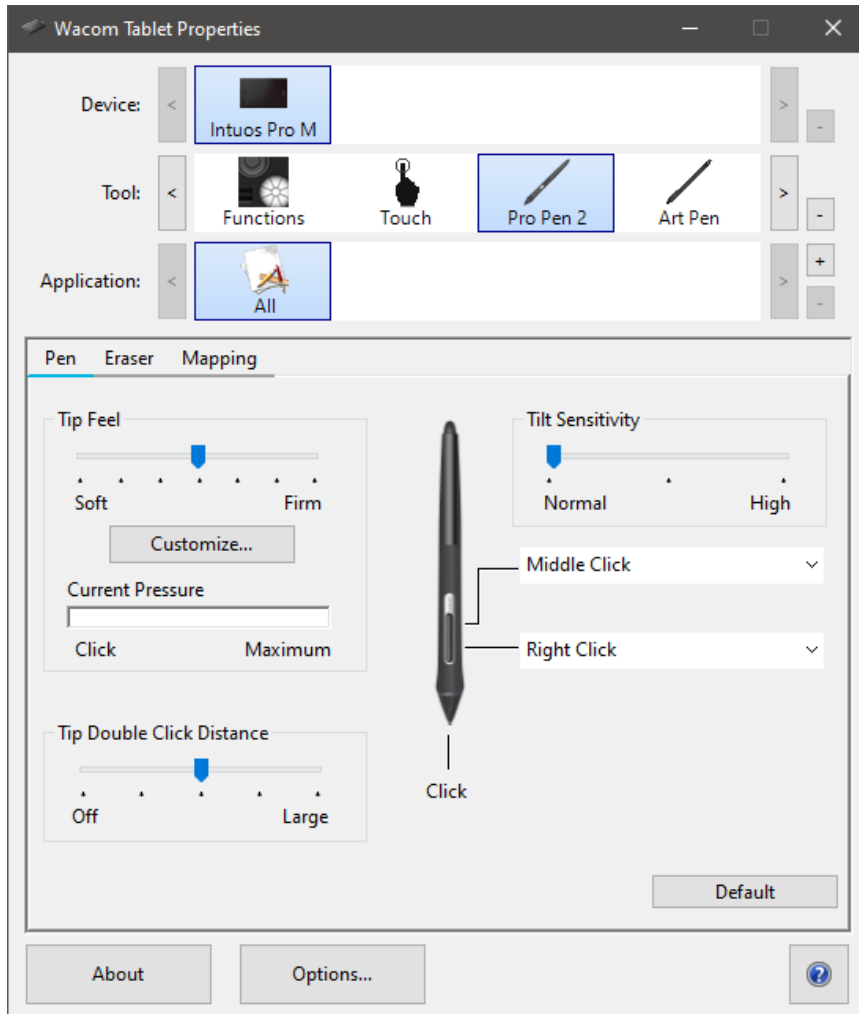 Wacom Tablet Properties
Device:
<
Intuos Pro M
>
-
Tool:
<
Functions
Touch
Pro Pen 2
Art Pen
>
-
Application:
<
All
>
+
-
Pen Eraser Mapping
Tip Feel
Soft Firm
Customize...
Current Pressure
Click Maximum
Tip Double Click Distance
Off Large
Click
Tilt Sensitivity
Normal High
Middle Click
Right Click
Default
About
Options...
?